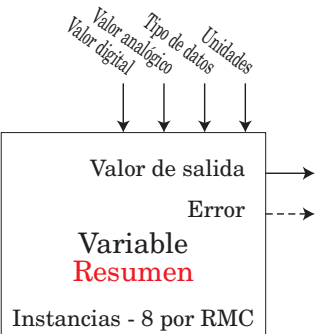 Valor digital
Valor analógico
Tipo de datos
Unidades
Valor de salida
Error
Variable
Resumen
Instancias - 8 por RMC